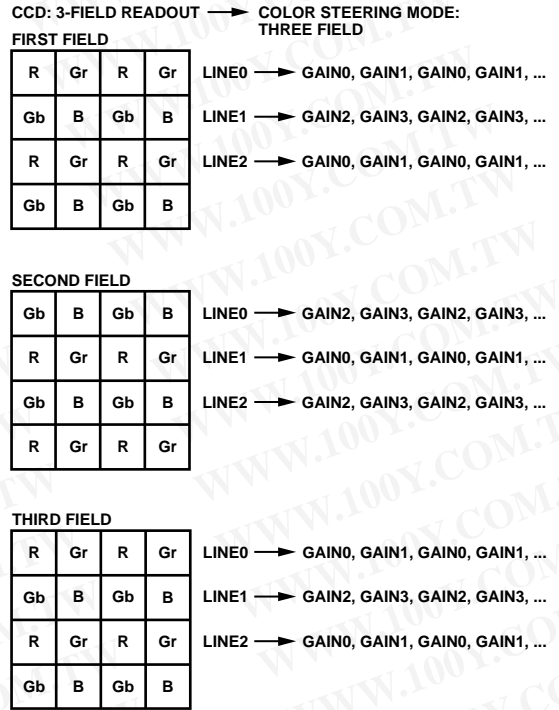 CCD: 3-FIELD READOUT → COLOR STEERING MODE:
THREE FIELD
FIRST FIELD
R Gr R Gr LINE0 → GAIN0, GAIN1, GAIN0, GAIN1, ...
Gb B Gb B LINE1 → GAIN2, GAIN3, GAIN2, GAIN3, ...
R Gr R Gr LINE2 → GAIN0, GAIN1, GAIN0, GAIN1, ...
Gb B Gb B
SECOND FIELD
Gb B Gb B LINE0 → GAIN2, GAIN3, GAIN2, GAIN3, ...
R Gr R Gr LINE1 → GAIN0, GAIN1, GAIN0, GAIN1, ...
Gb B Gb B LINE2 → GAIN2, GAIN3, GAIN2, GAIN3, ...
R Gr R Gr
THIRD FIELD
R Gr R Gr LINE0 → GAIN0, GAIN1, GAIN0, GAIN1, ...
Gb B Gb B LINE1 → GAIN2, GAIN3, GAIN2, GAIN3, ...
R Gr R Gr LINE2 → GAIN0, GAIN1, GAIN0, GAIN1, ...
Gb B Gb B
WWW.100Y.COM.TW